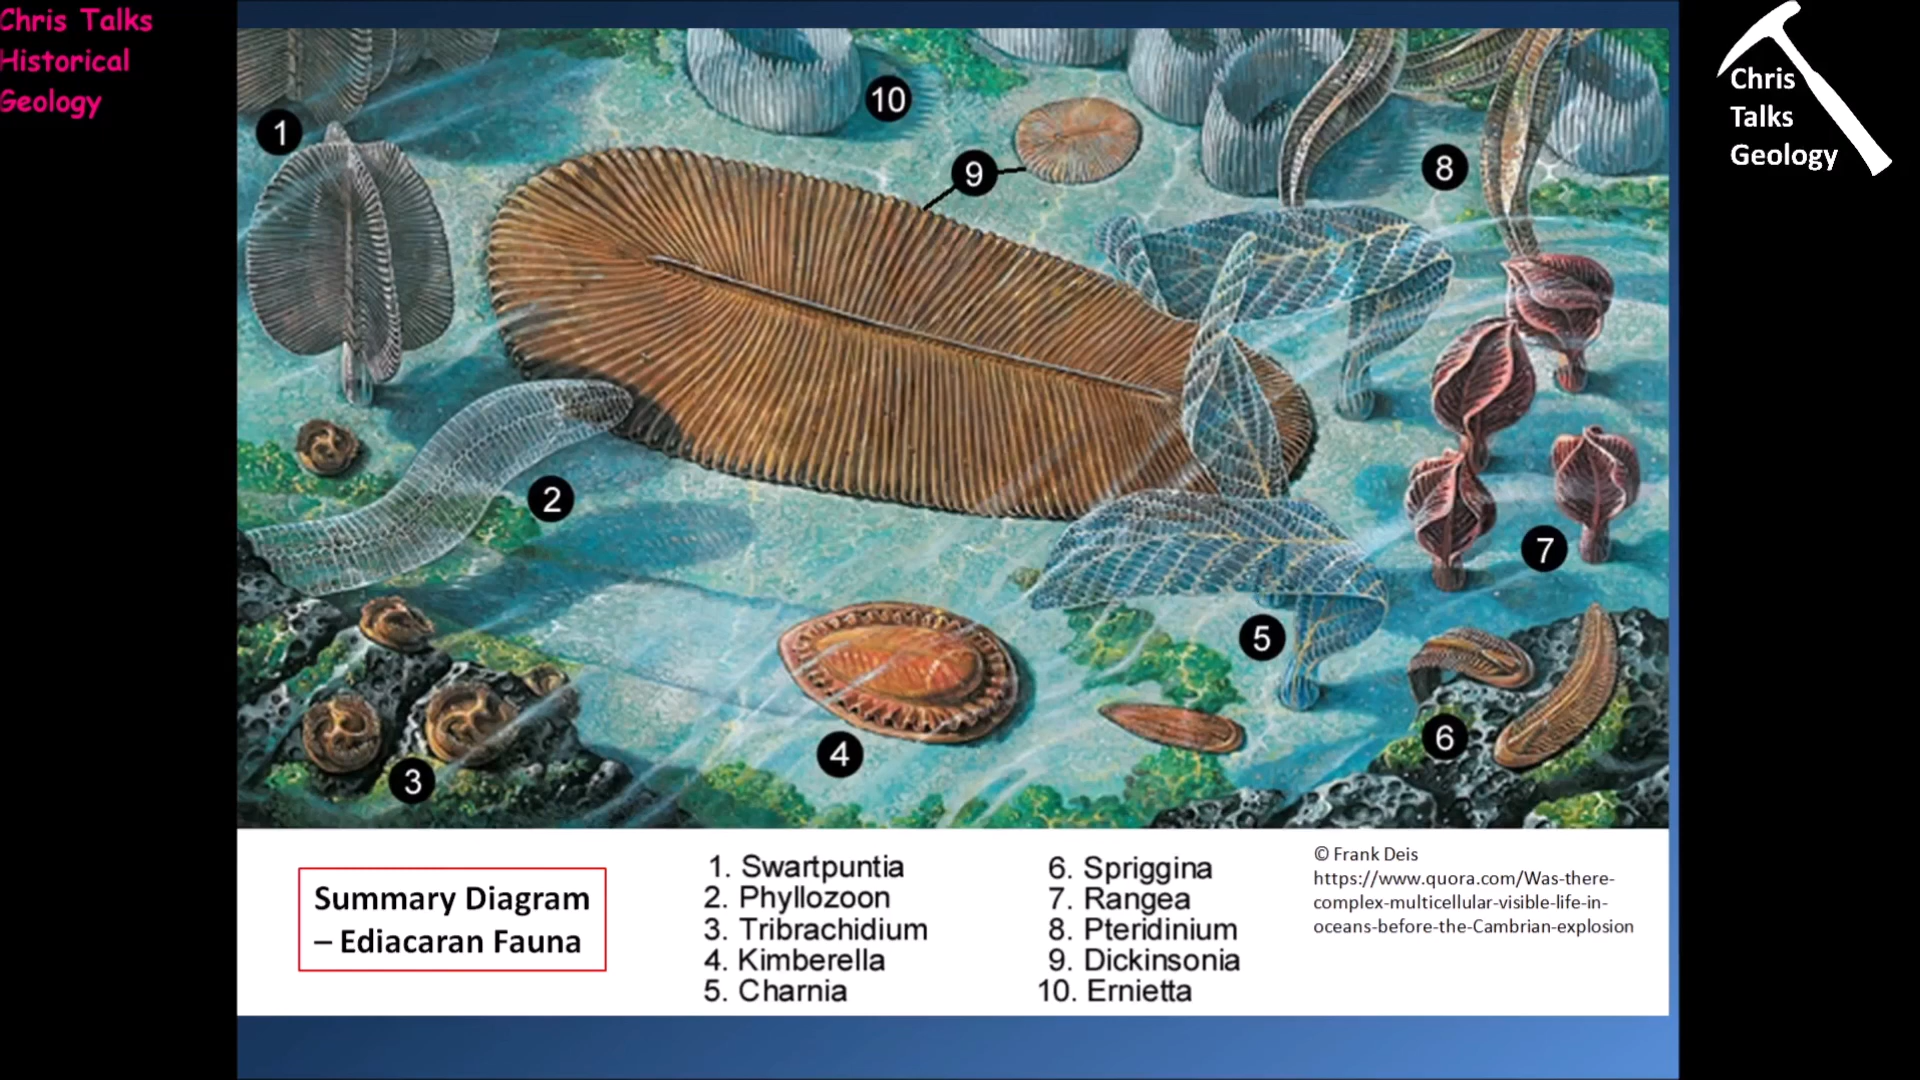 Chris Talks
Historical
Geology
Chris
Talks
Geology
1
10
9
8
2
7
5
6
4
3
Summary Diagram
– Ediacaran Fauna
1. Swartpuntia
2. Phyllozoon
3. Tribrachidium
4. Kimberella
5. Charnia
6. Spriggina
7. Rangea
8. Pteridinium
9. Dickinsonia
10. Ernietta
© Frank Deis
https://www.quora.com/Was-there-
complex-multicellular-visible-life-in-
oceans-before-the-Cambrian-explosion